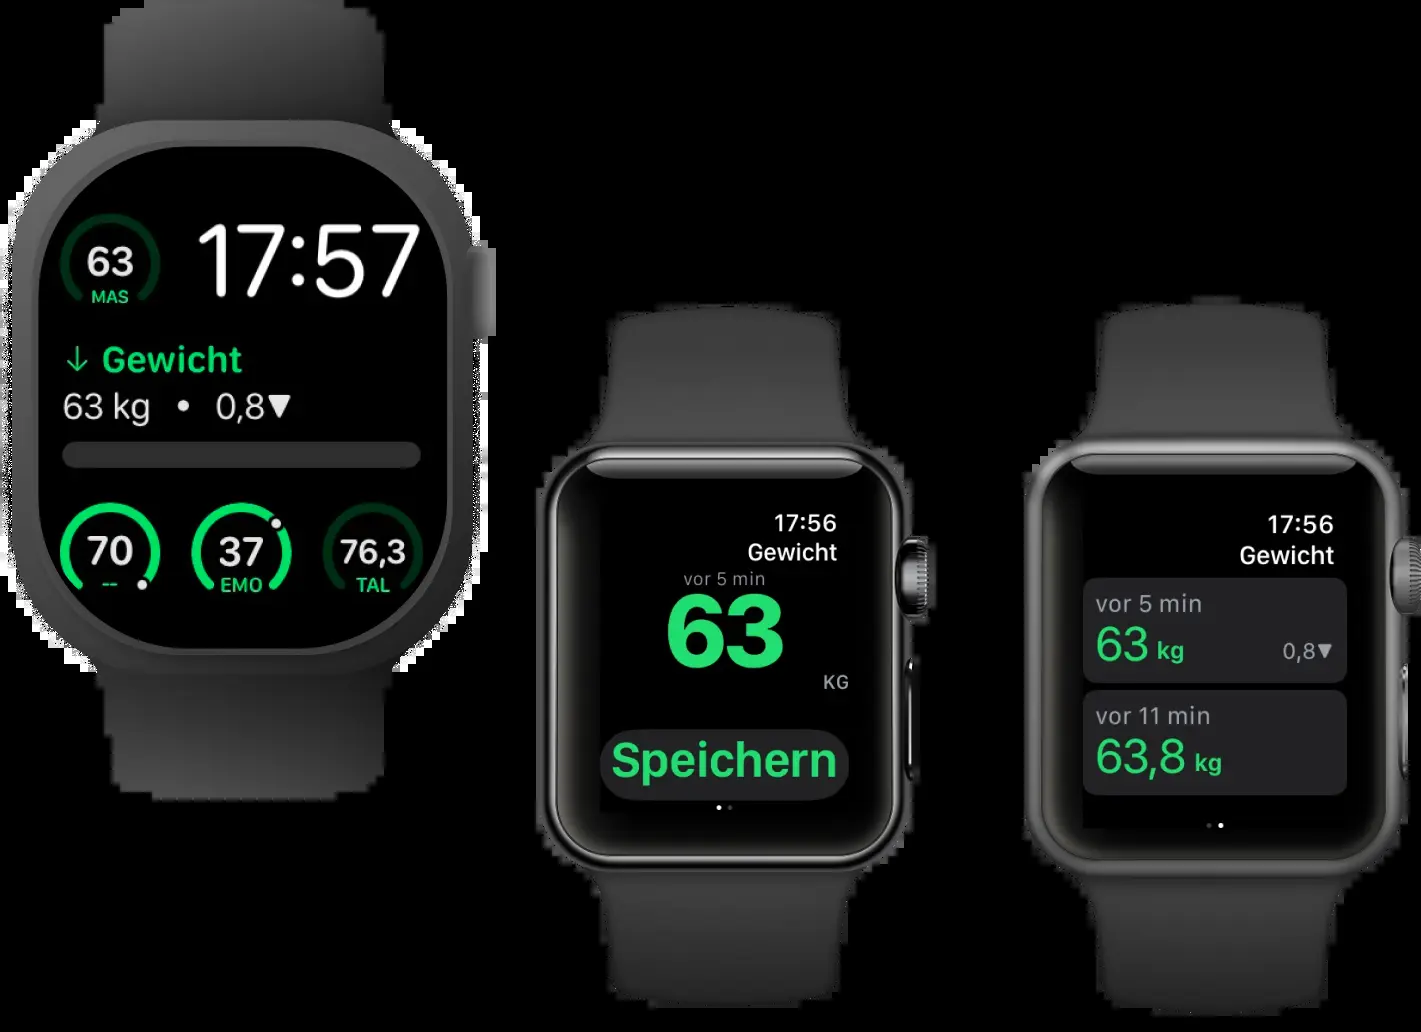 63
MAS
17:57
↓ Gewicht
63 kg • 0,8▼
70
--
37
EMO
76,3
TAL
17:56
Gewicht
vor 5 min
63
KG
Speichern
17:56
Gewicht
vor 5 min
63 kg 0,8▼
vor 11 min
63,8 kg